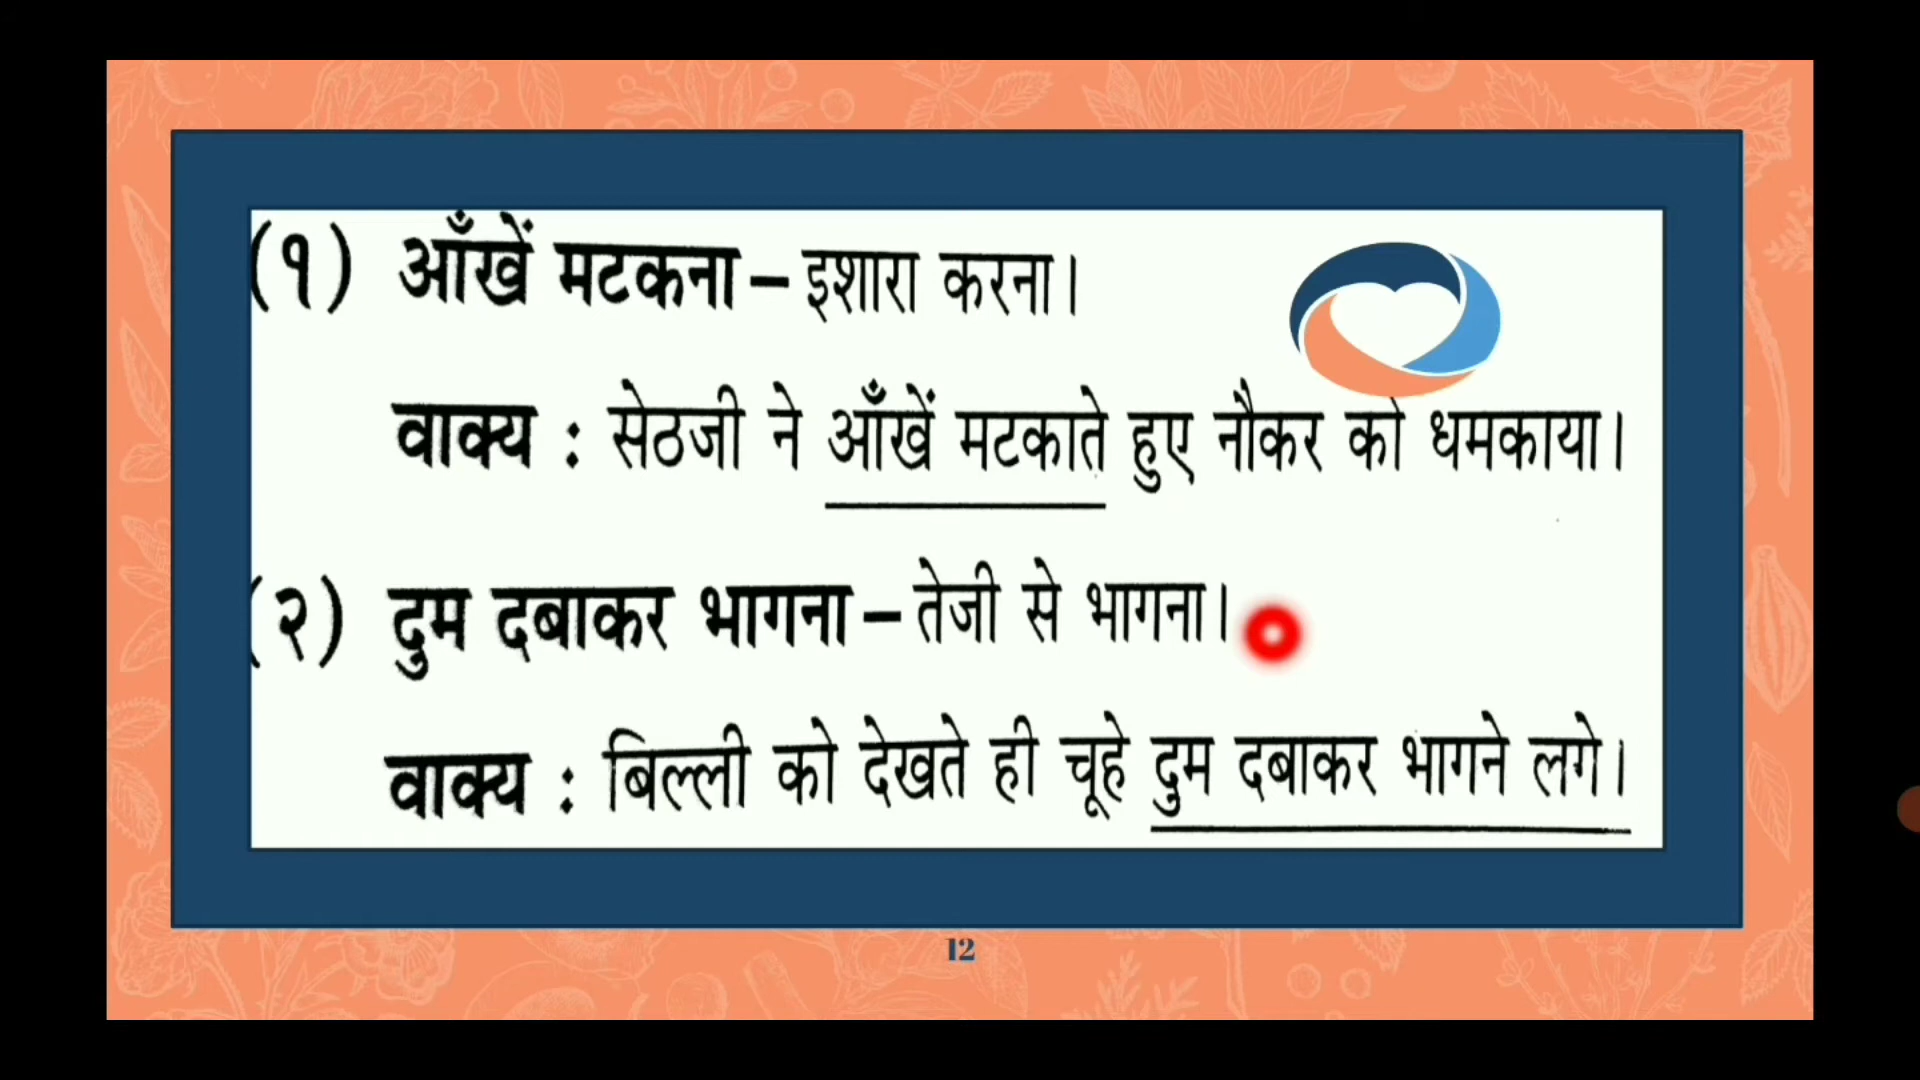 (१) आँखें मटकना – इशारा करना।
वाक्य : सेठजी ने आँखें मटकाते हुए नौकर को धमकाया।
(२) दुम दबाकर भागना – तेजी से भागना।
वाक्य : बिल्ली को देखते ही चूहे दुम दबाकर भागने लगे।
12